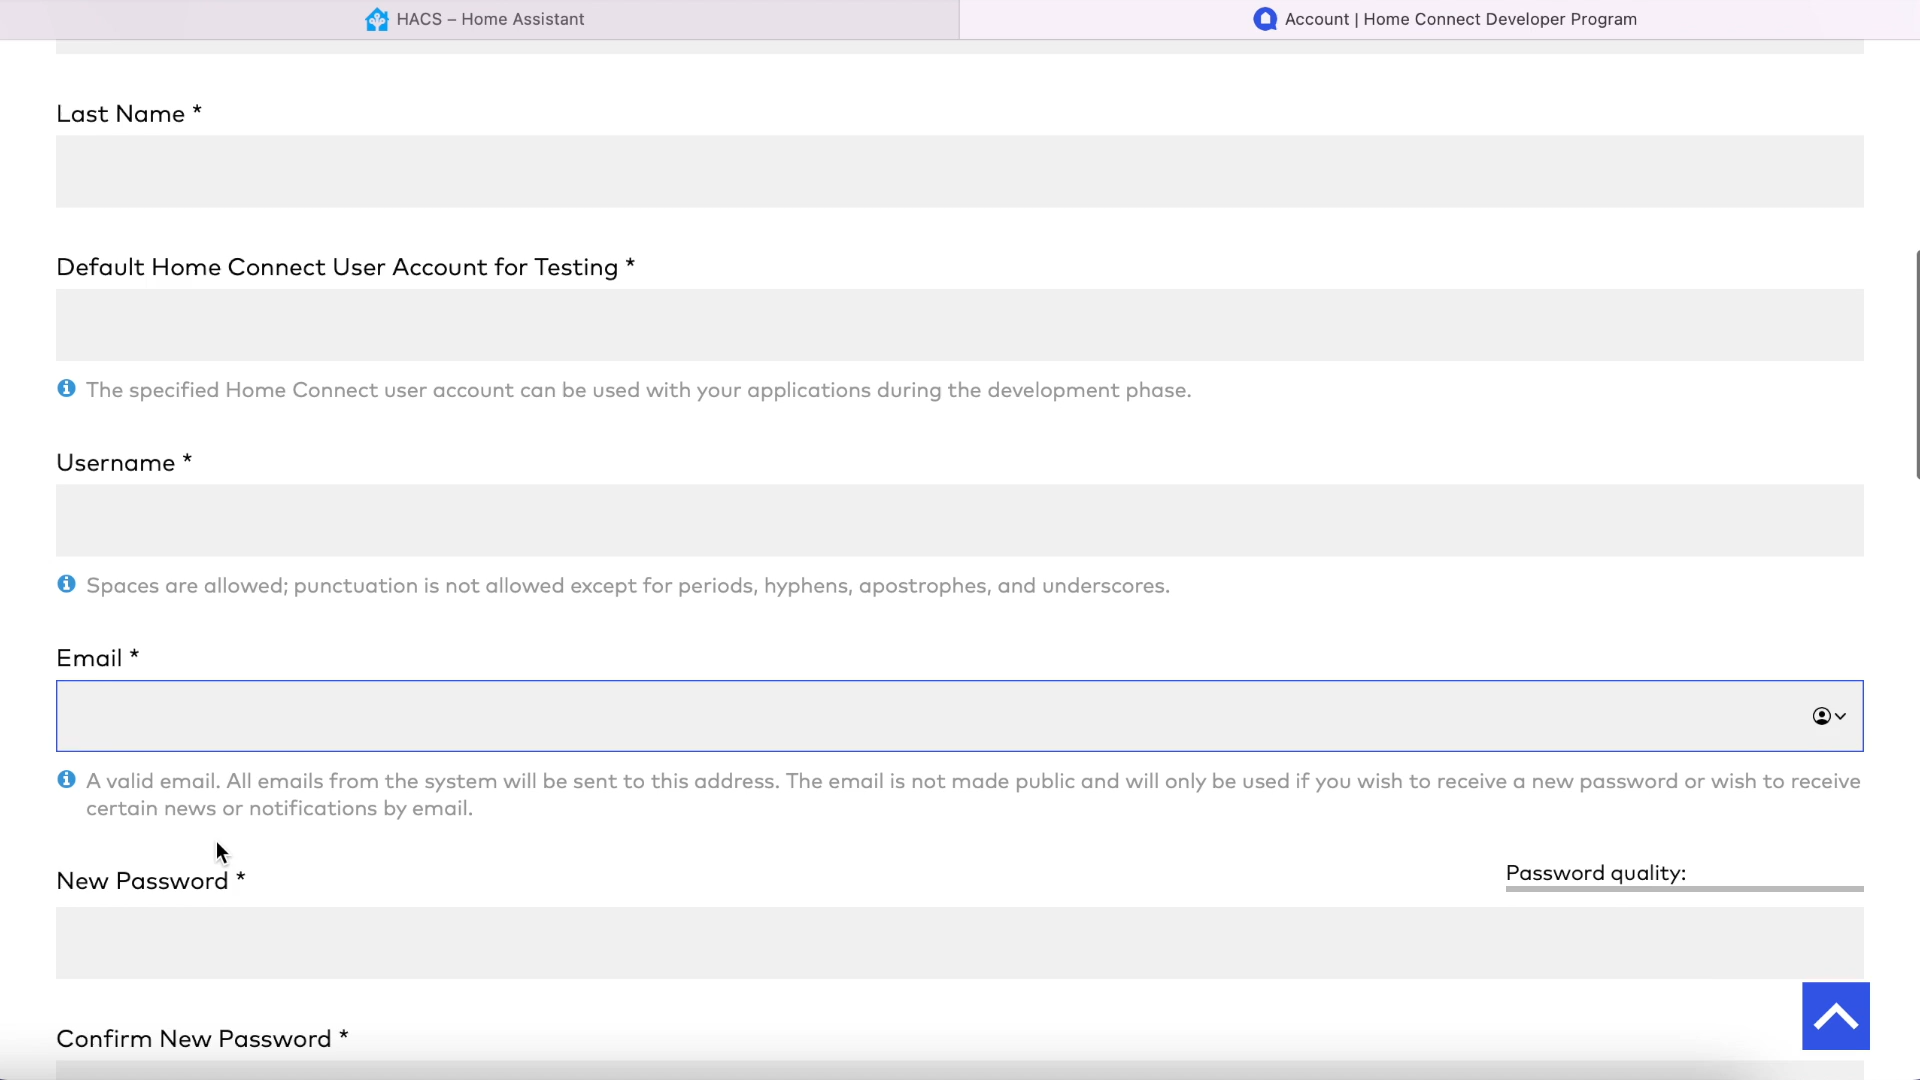 HACS – Home Assistant
Account | Home Connect Developer Program
Last Name *
Default Home Connect User Account for Testing *
The specified Home Connect user account can be used with your applications during the development phase.
Username *
Spaces are allowed; punctuation is not allowed except for periods, hyphens, apostrophes, and underscores.
Email *
A valid email. All emails from the system will be sent to this address. The email is not made public and will only be used if you wish to receive a new password or wish to receive
certain news or notifications by email.
New Password *
Password quality:
Confirm New Password *